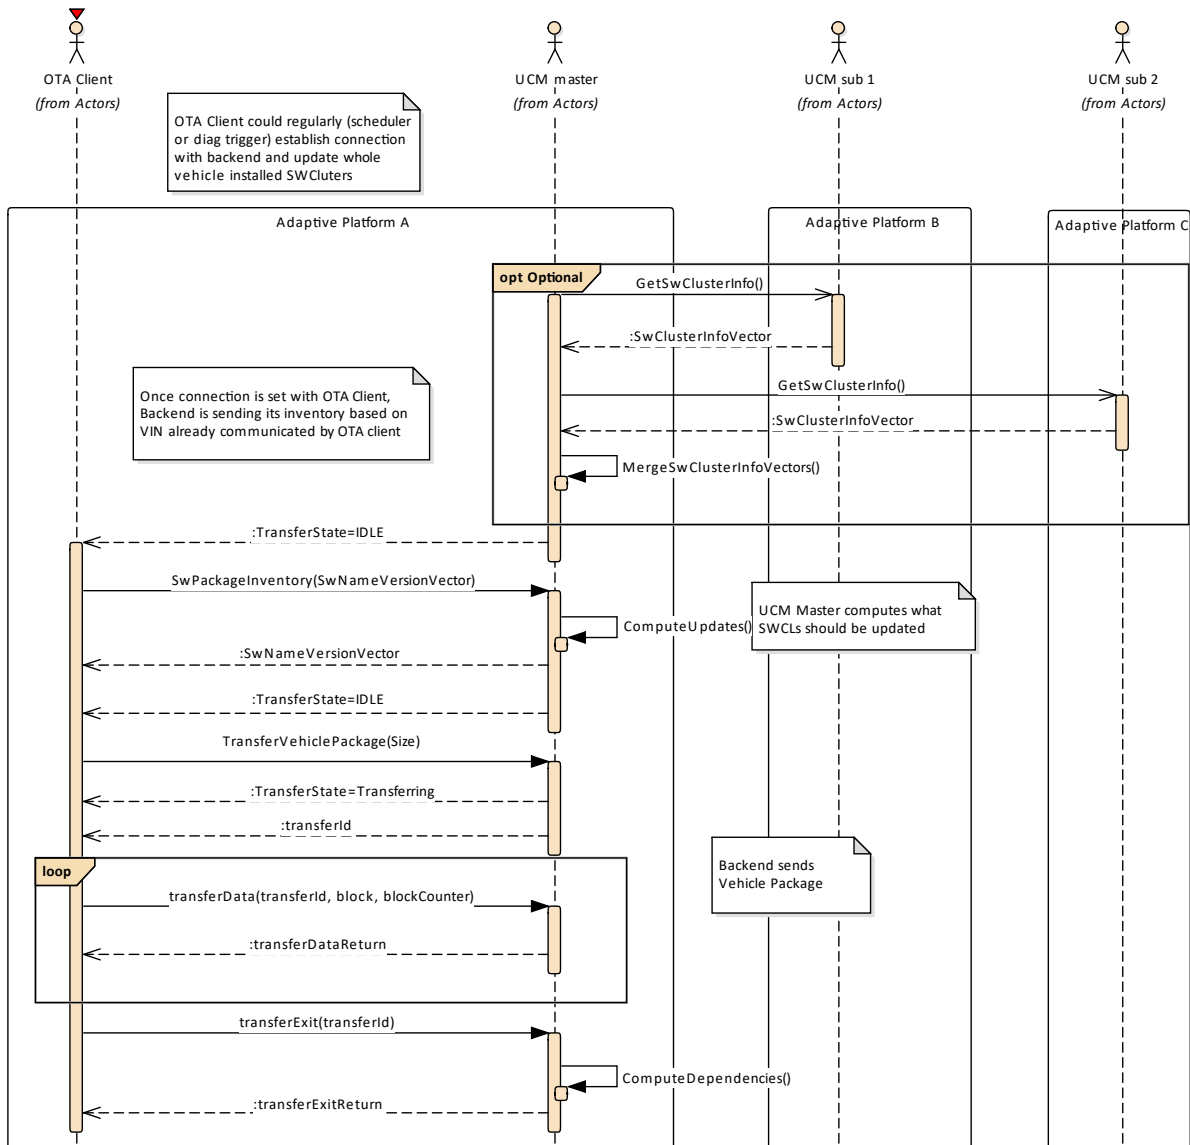 OTA Client
(from Actors)
UCM master
(from Actors)
UCM sub 1
(from Actors)
UCM sub 2
(from Actors)
OTA Client could regularly (scheduler
or diag trigger) establish connection
with backend and update whole
vehicle installed SWCluters
Adaptive Platform A
Adaptive Platform B
Adaptive Platform C
opt Optional
GetSwClusterInfo()
:SwClusterInfoVector
Once connection is set with OTA Client,
Backend is sending its inventory based on
VIN already communicated by OTA client
GetSwClusterInfo()
:SwClusterInfoVector
MergeSwClusterInfoVectors()
:TransferState=IDLE
SwPackageInventory(SwNameVersionVector)
ComputeUpdates()
UCM Master computes what
SWCLs should be updated
:SwNameVersionVector
:TransferState=IDLE
TransferVehiclePackage(Size)
:TransferState=Transferring
:transferId
Backend sends
Vehicle Package
loop
transferData(transferId, block, blockCounter)
:transferDataReturn
transferExit(transferId)
ComputeDependencies()
:transferExitReturn